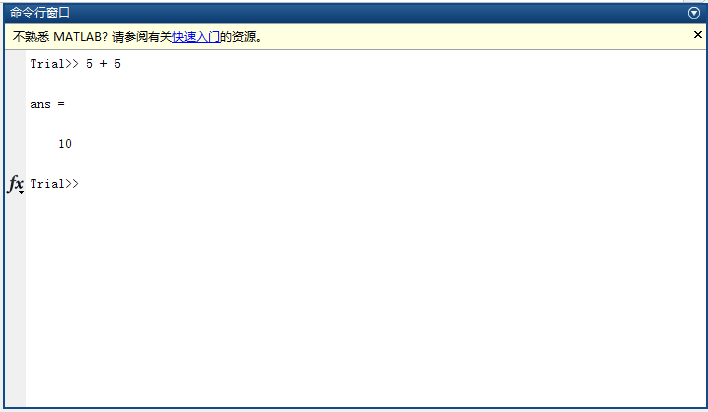 命令行窗口
不熟悉 MATLAB? 请参阅有关快速入门的资源。
Trial>> 5 + 5
ans =
10
fx Trial>>